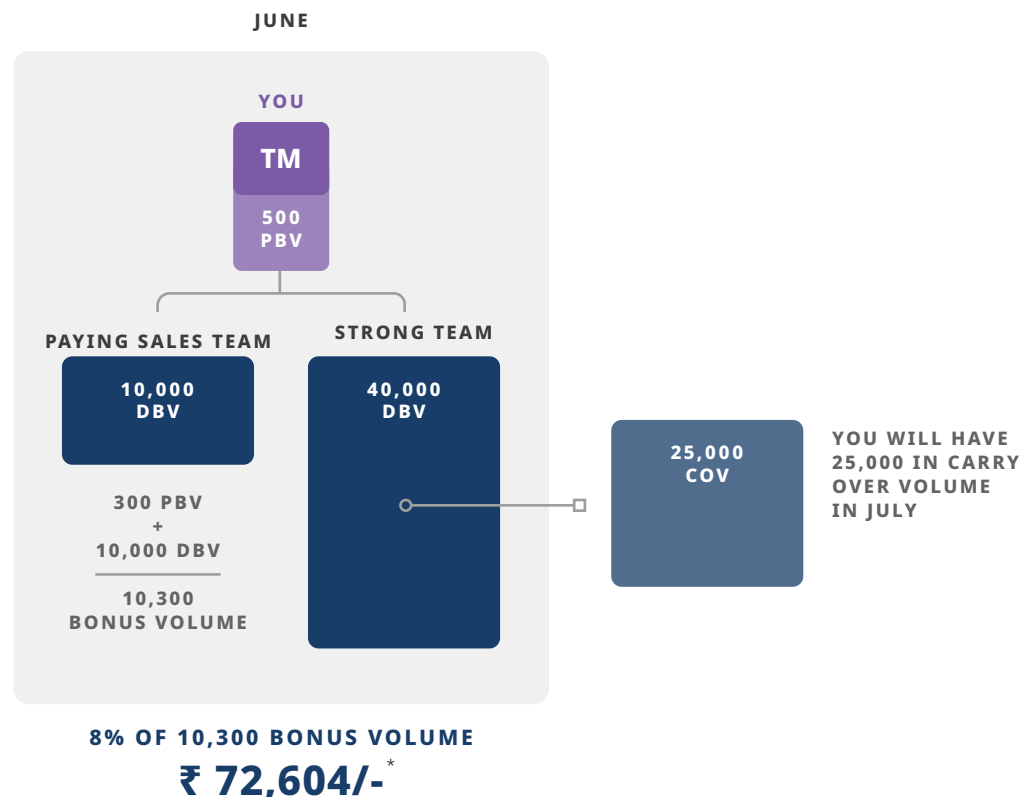 JUNE
YOU
TM
500
PBV
PAYING SALES TEAM
STRONG TEAM
10,000
DBV
40,000
DBV
300 PBV
+
10,000 DBV
10,300
BONUS VOLUME
25,000
COV
YOU WILL HAVE
25,000 IN CARRY
OVER VOLUME
IN JULY
8% OF 10,300 BONUS VOLUME
₹ 72,604/-*